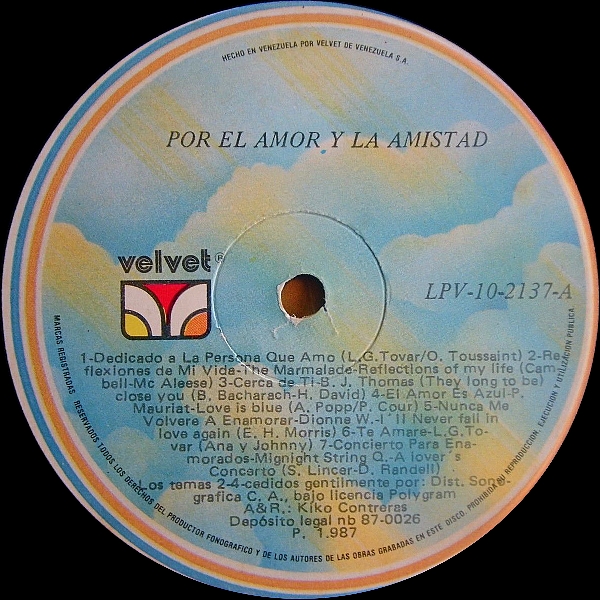 HECHO EN VENEZUELA POR VELVET DE VENEZUELA S.A.
POR EL AMOR Y LA AMISTAD
velvet®
LPV-10-2137-A
1-Dedicado a La Persona Que Amo (L.G.Tovar/O. Toussaint) 2-Re
flexiones de Mi Vida-The Marmalade-Reflections of my life (Cam-
bell-Mc Aleese) 3-Cerca de Ti-B. J. Thomas (They long to be)
close you (B. Bacharach-H. David) 4-El Amor Es Azul-P.
Mauriat-Love is blue (A. Popp/P. Cour) 5-Nunca Me
Volvere A Enamorar-Dionne W.-I'll Never fall in
love again (E. H. Morris) 6-Te Amare-L.G.To-
var (Ana y Johnny) 7-Concierto Para Ena-
morados-Mignight String Q.-A lover's
Concerto (S. Lincer-D. Randell)
Los temas 2-4-cedidos gentilmente por: Dist. Sono-
grafica C. A., bajo licencia Polygram
A&R.: Kiko Contreras
Depósito legal nb 87-0026
P. 1.987
MARCAS REGISTRADAS RESERVADOS TODOS LOS DERECHOS DEL PRODUCTOR FONOGRAFICO Y DE LOS AUTORES DE LAS OBRAS GRABADAS EN ESTE DISCO. PROHIBIDA SU REPRODUCCION, EJECUCION Y UTILIZACION PUBLICA